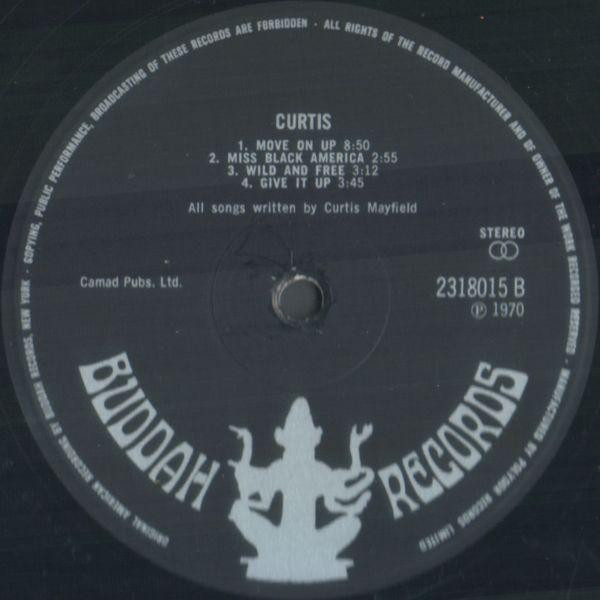 COPYING, PUBLIC PERFORMANCE, BROADCASTING OF THESE RECORDS ARE FORBIDDEN · ALL RIGHTS OF THE RECORD MANUFACTURER AND OF OWNER OF THE WORK RECORDED RESERVED · MANUFACTURED BY POLYDOR RECORDS LIMITED
CURTIS
1. MOVE ON UP 8:50
2. MISS BLACK AMERICA 2:55
3. WILD AND FREE 3:12
4. GIVE IT UP 3:45
All songs written by Curtis Mayfield
STEREO
Camad Pubs. Ltd.
2318015 B
℗ 1970
BUDDAH RECORDS
ORIGINAL AMERICAN RECORDING BY BUDDAH RECORDS, NEW YORK ·